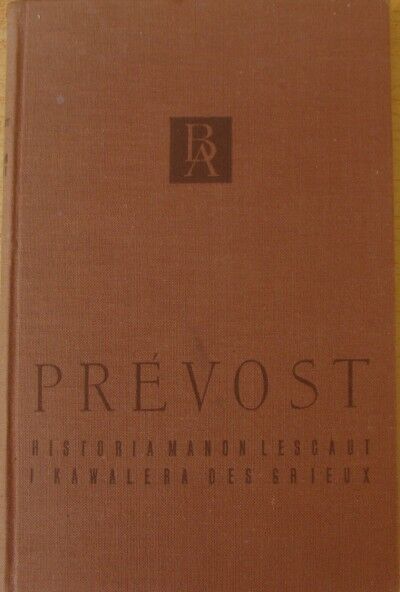 BA
PRÉVOST
HISTORIA MANON LESCAUT
I KAWALERA DES GRIEUX